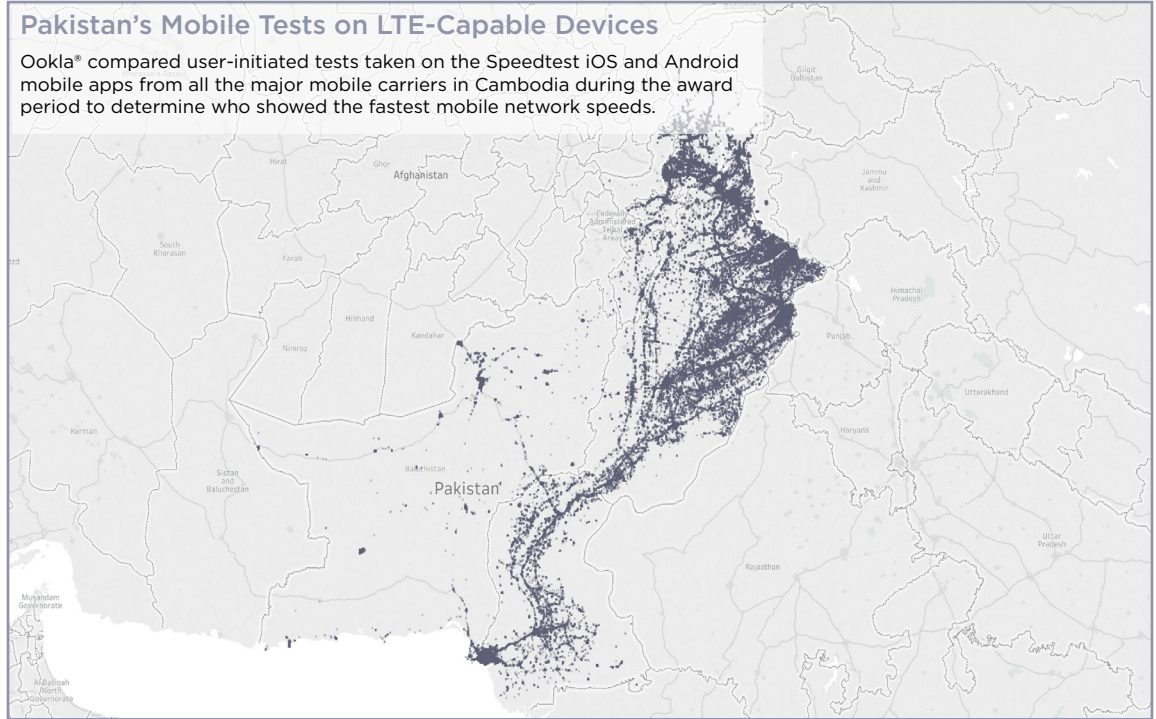 Pakistan's Mobile Tests on LTE-Capable Devices
Ookla® compared user-initiated tests taken on the Speedtest iOS and Android
mobile apps from all the major mobile carriers in Cambodia during the award
period to determine who showed the fastest mobile network speeds.
Gilgit
Baltistan
Hirat
Ghor
Afghanistan
Jammu
and
Kashmir
Federally
Administered
Tribal
Areas
South
Khorasan
Farah
Himachal
Pradesh
Hilmand
Kandahar
Nimroz
Punjab
Uttarakhand
Kerman
Haryana
Sistan
and
Baluchestan
Balochistan
Pakistan
Uttar
Pradesh
Rajasthan
Musandam
Governorate
Al Batinah
North
Governorate